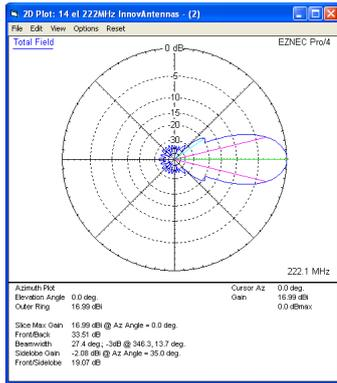 2D Plot: 14 el 222MHz InnovAntennas - (2)
File Edit View Options Reset
Total Field
EZNEC Pro/4
0 dB
-5
-10
-15
-20
-30
222.1 MHz
Azimuth Plot
Elevation Angle 0.0 deg.
Outer Ring 16.99 dBi
Cursor Az 0.0 deg.
Gain 16.99 dBi
0.0 dBmax
Slice Max Gain 16.99 dBi @ Az Angle = 0.0 deg.
Front/Back 33.51 dB
Beamwidth 27.4 deg.; -3dB @ 346.3, 13.7 deg.
Sidelobe Gain -2.08 dBi @ Az Angle = 35.0 deg.
Front/Sidelobe 19.07 dB